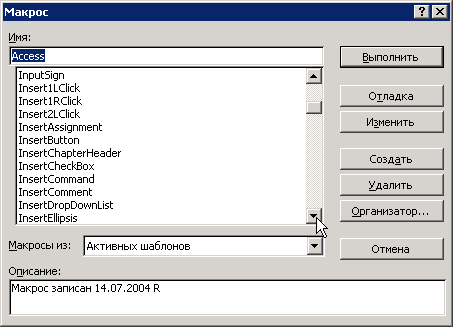 Макрос
Имя:
Access
Выполнить
InputSign
Insert1LClick
Insert1RClick
Insert2LClick
InsertAssignment
InsertButton
InsertChapterHeader
InsertCheckBox
InsertCommand
InsertComment
InsertDropDownList
InsertEllipsis
Отладка
Изменить
Создать
Удалить
Организатор...
Макросы из:
Активных шаблонов
Отмена
Описание:
Макрос записан 14.07.2004 R